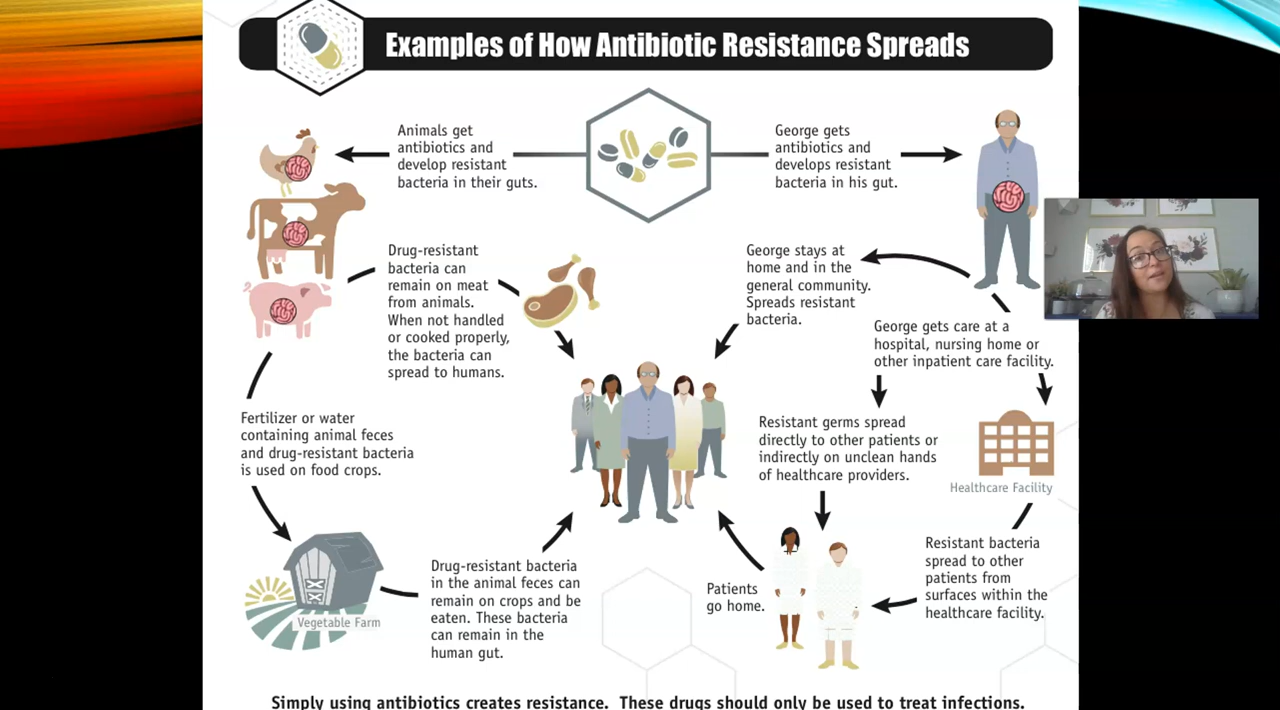 Examples of How Antibiotic Resistance Spreads
Animals get
antibiotics and
develop resistant
bacteria in their guts.
George gets
antibiotics and
develops resistant
bacteria in his gut.
Drug-resistant
bacteria can
remain on meat
from animals.
When not handled
or cooked properly,
the bacteria can
spread to humans.
George stays at
home and in the
general community.
Spreads resistant
bacteria.
George gets care at a
hospital, nursing home or
other inpatient care facility.
Fertilizer or water
containing animal feces
and drug-resistant bacteria
is used on food crops.
Resistant germs spread
directly to other patients or
indirectly on unclean hands
of healthcare providers.
Healthcare Facility
Vegetable Farm
Drug-resistant bacteria
in the animal feces can
remain on crops and be
eaten. These bacteria
can remain in the
human gut.
Patients
go home.
Resistant bacteria
spread to other
patients from
surfaces within the
healthcare facility.
Simply using antibiotics creates resistance. These drugs should only be used to treat infections.